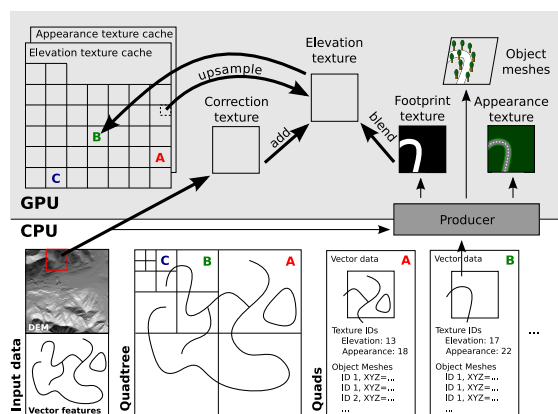 Appearance texture cache
Elevation texture cache
B
A
C
GPU
upsample
Elevation
texture
Correction
texture
add
blend
Footprint
texture
Appearance
texture
Object
meshes
CPU
Producer
Input data
DEM
Vector features
Quadtree
C
B
A
Quads
Vector data
A
Texture IDs
Elevation: 13
Appearance: 18
Object Meshes
ID 1, XYZ=...
ID 1, XYZ=...
ID 2, XYZ=...
...
Vector data
B
Texture IDs
Elevation: 17
Appearance: 22
Object Meshes
ID 1, XYZ=...
ID 1, XYZ=...
ID 1, XYZ=...
...
...